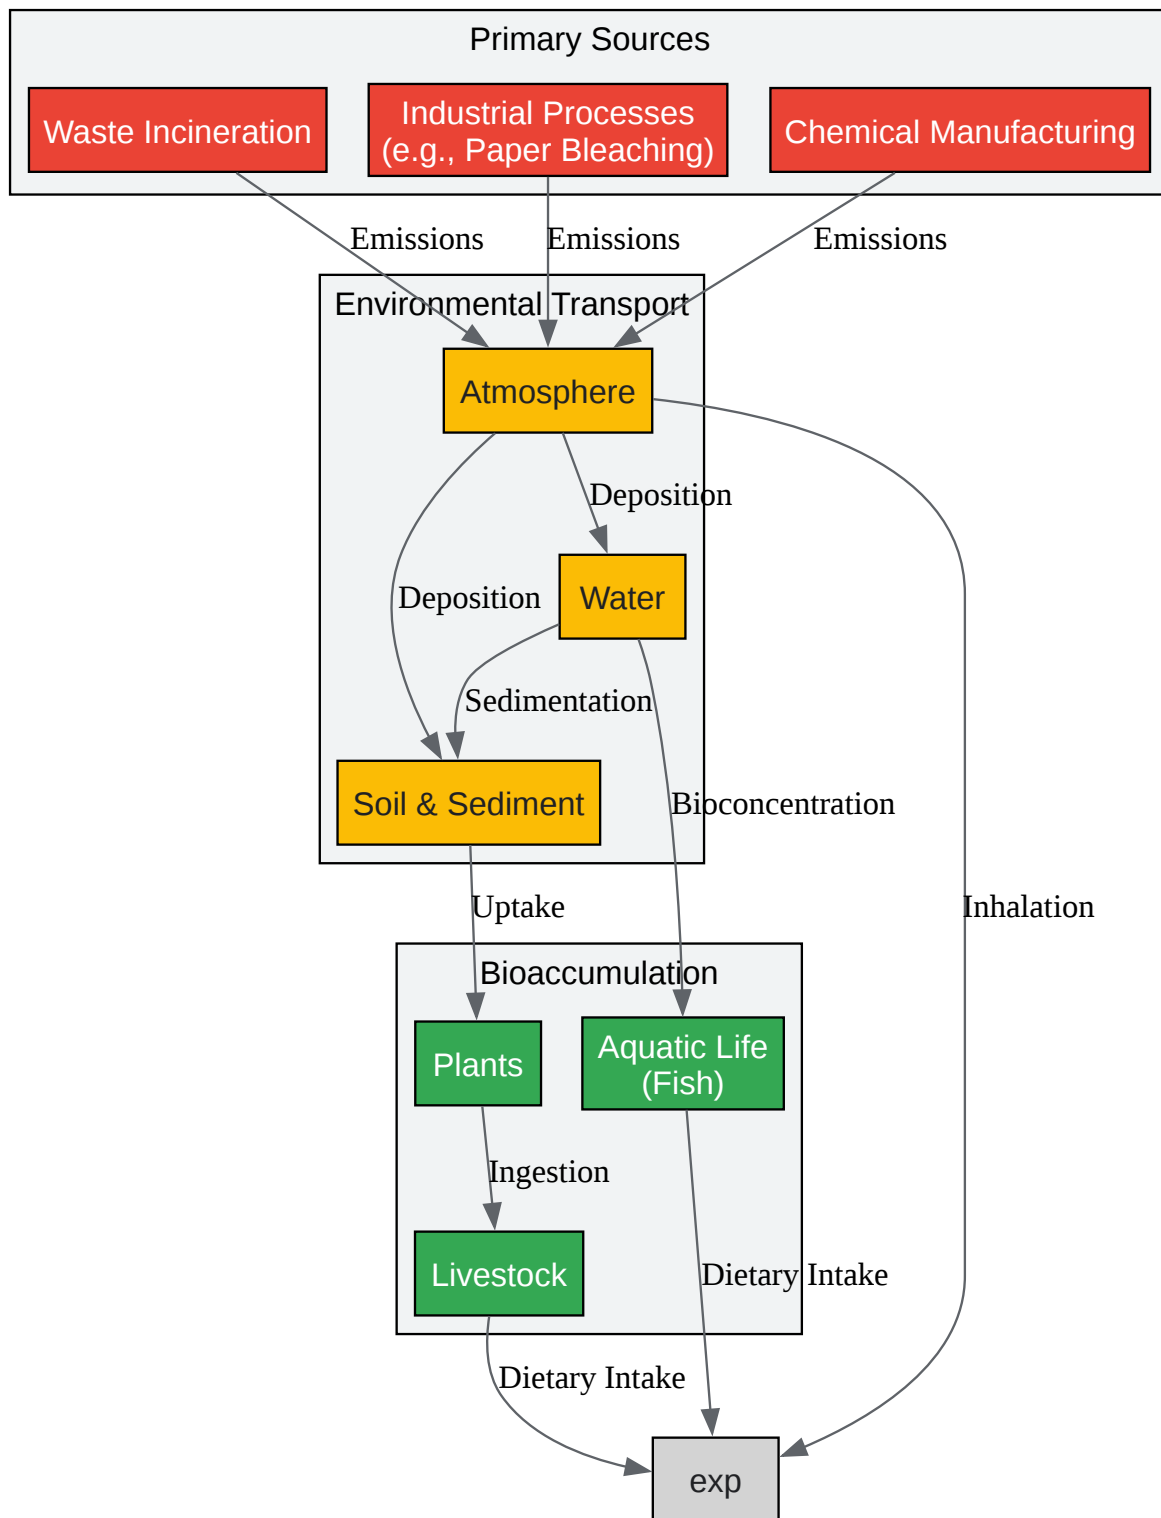 Primary Sources
Waste Incineration
Industrial Processes
(e.g., Paper Bleaching)
Chemical Manufacturing
Emissions
Emissions
Emissions
Environmental Transport
Atmosphere
Deposition
Deposition
Water
Sedimentation
Soil & Sediment
Bioconcentration
Uptake
Inhalation
Bioaccumulation
Plants
Aquatic Life
(Fish)
Ingestion
Livestock
Dietary Intake
Dietary Intake
exp